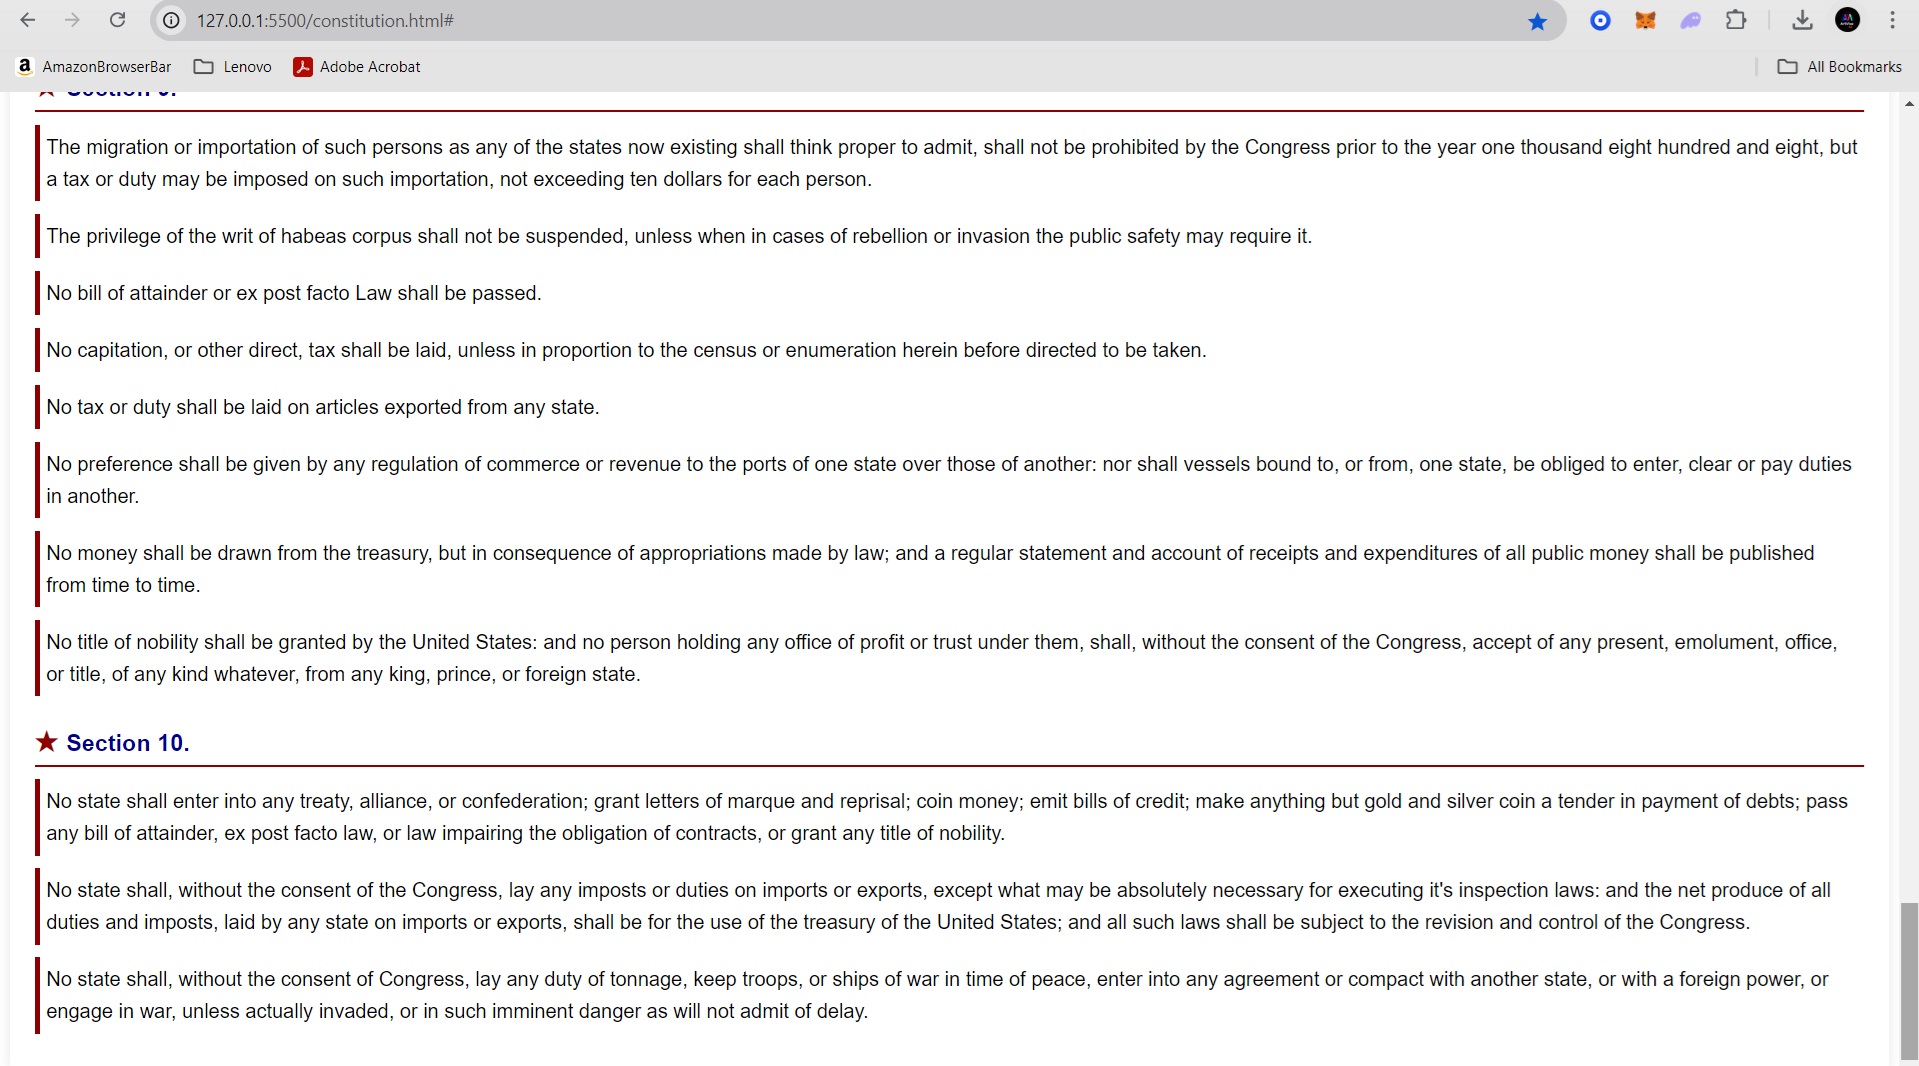 127.0.0.1:5500/constitution.html#
AmazonBrowserBar Lenovo Adobe Acrobat All Bookmarks
★ Section 9.
The migration or importation of such persons as any of the states now existing shall think proper to admit, shall not be prohibited by the Congress prior to the year one thousand eight hundred and eight, but
a tax or duty may be imposed on such importation, not exceeding ten dollars for each person.
The privilege of the writ of habeas corpus shall not be suspended, unless when in cases of rebellion or invasion the public safety may require it.
No bill of attainder or ex post facto Law shall be passed.
No capitation, or other direct, tax shall be laid, unless in proportion to the census or enumeration herein before directed to be taken.
No tax or duty shall be laid on articles exported from any state.
No preference shall be given by any regulation of commerce or revenue to the ports of one state over those of another: nor shall vessels bound to, or from, one state, be obliged to enter, clear or pay duties
in another.
No money shall be drawn from the treasury, but in consequence of appropriations made by law; and a regular statement and account of receipts and expenditures of all public money shall be published
from time to time.
No title of nobility shall be granted by the United States: and no person holding any office of profit or trust under them, shall, without the consent of the Congress, accept of any present, emolument, office,
or title, of any kind whatever, from any king, prince, or foreign state.
★ Section 10.
No state shall enter into any treaty, alliance, or confederation; grant letters of marque and reprisal; coin money; emit bills of credit; make anything but gold and silver coin a tender in payment of debts; pass
any bill of attainder, ex post facto law, or law impairing the obligation of contracts, or grant any title of nobility.
No state shall, without the consent of the Congress, lay any imposts or duties on imports or exports, except what may be absolutely necessary for executing it's inspection laws: and the net produce of all
duties and imposts, laid by any state on imports or exports, shall be for the use of the treasury of the United States; and all such laws shall be subject to the revision and control of the Congress.
No state shall, without the consent of Congress, lay any duty of tonnage, keep troops, or ships of war in time of peace, enter into any agreement or compact with another state, or with a foreign power, or
engage in war, unless actually invaded, or in such imminent danger as will not admit of delay.